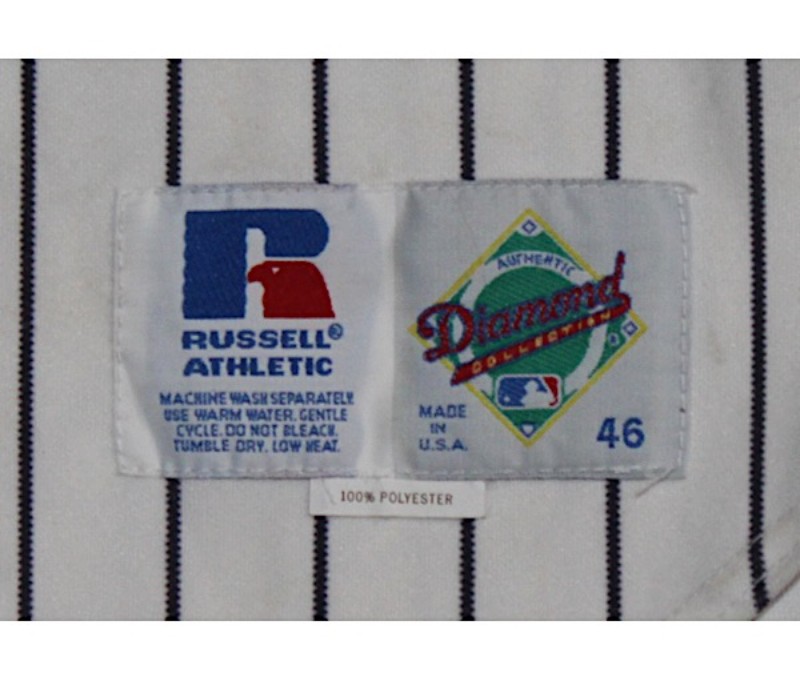 RUSSELL®
ATHLETIC
MACHINE WASH SEPARATELY
USE WARM WATER. GENTLE
CYCLE. DO NOT BLEACH.
TUMBLE DRY. LOW HEAT.
AUTHENTIC
Diamond
COLLECTION
®
MADE
IN
U.S.A.
46
100% POLYESTER